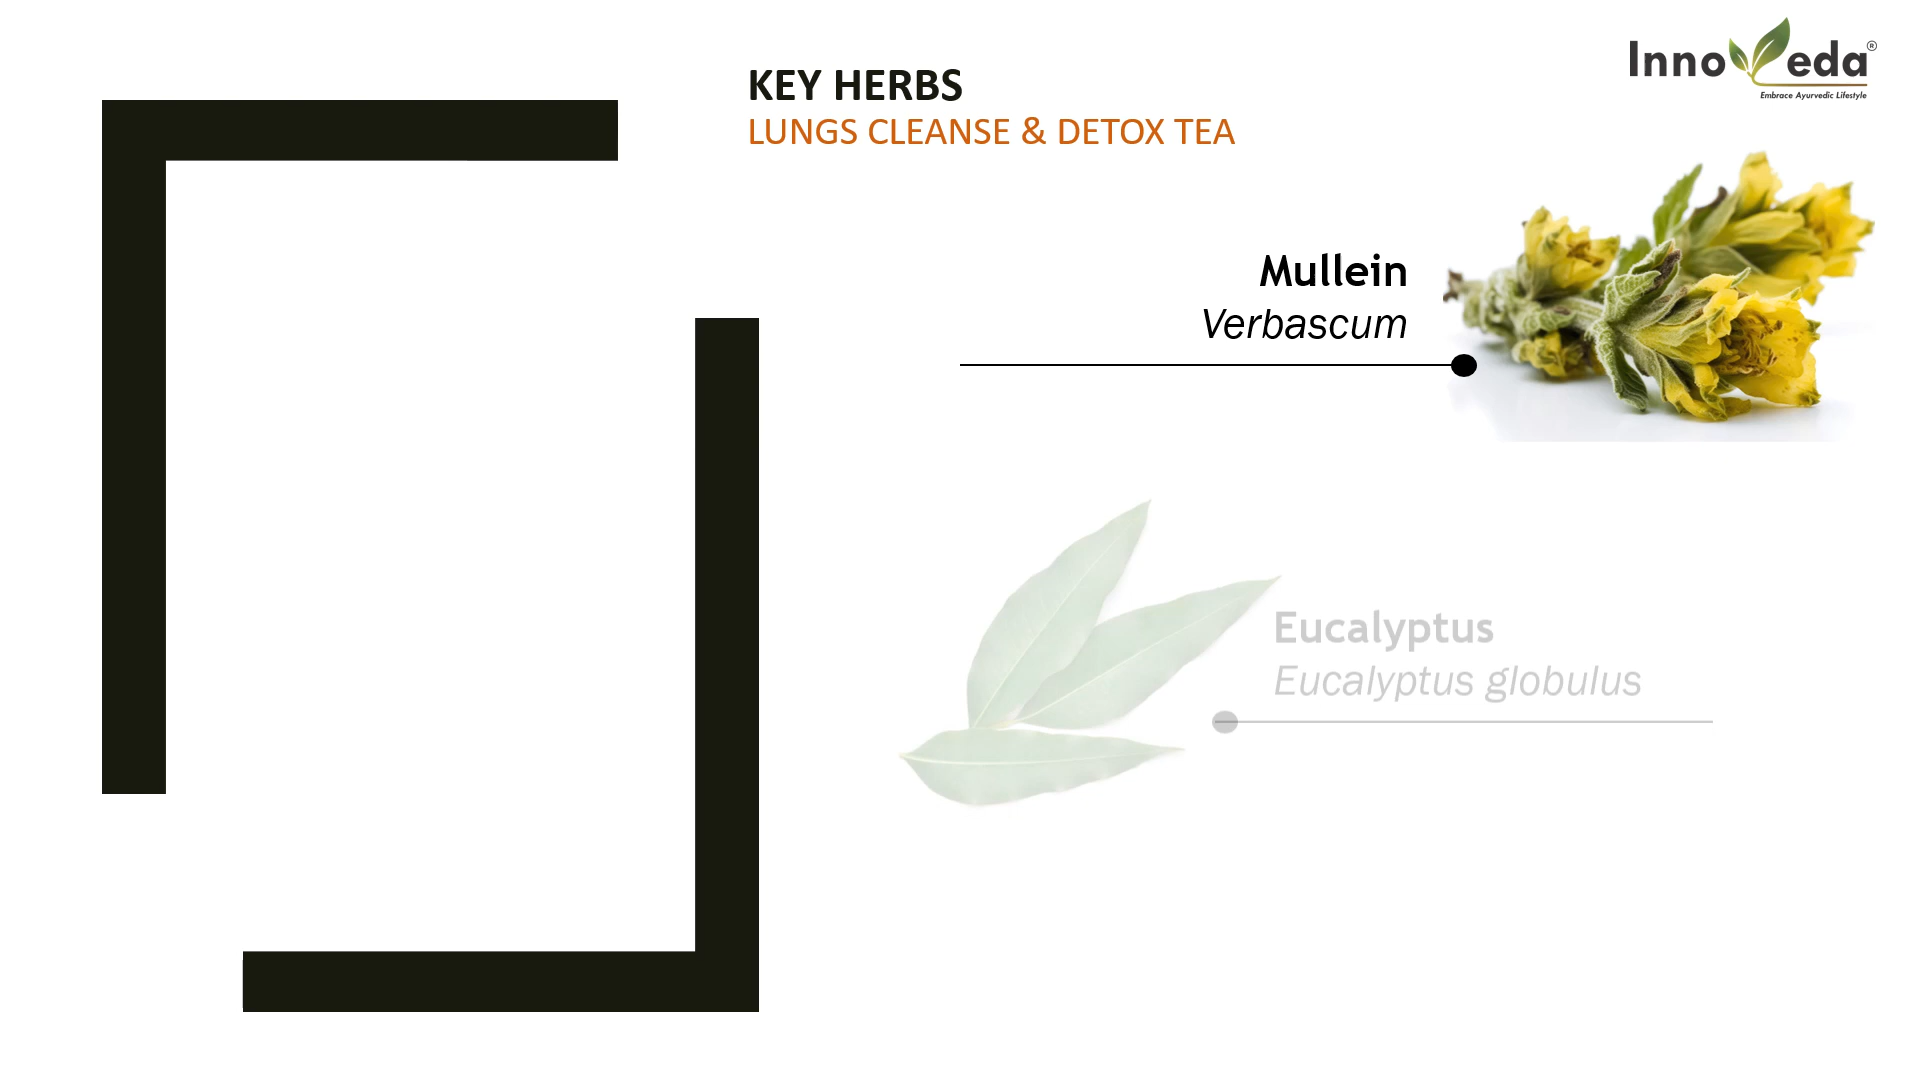 InnoVeda®
Embrace Ayurvedic Lifestyle
KEY HERBS
LUNGS CLEANSE & DETOX TEA
Mullein
Verbascum
Eucalyptus
Eucalyptus globulus